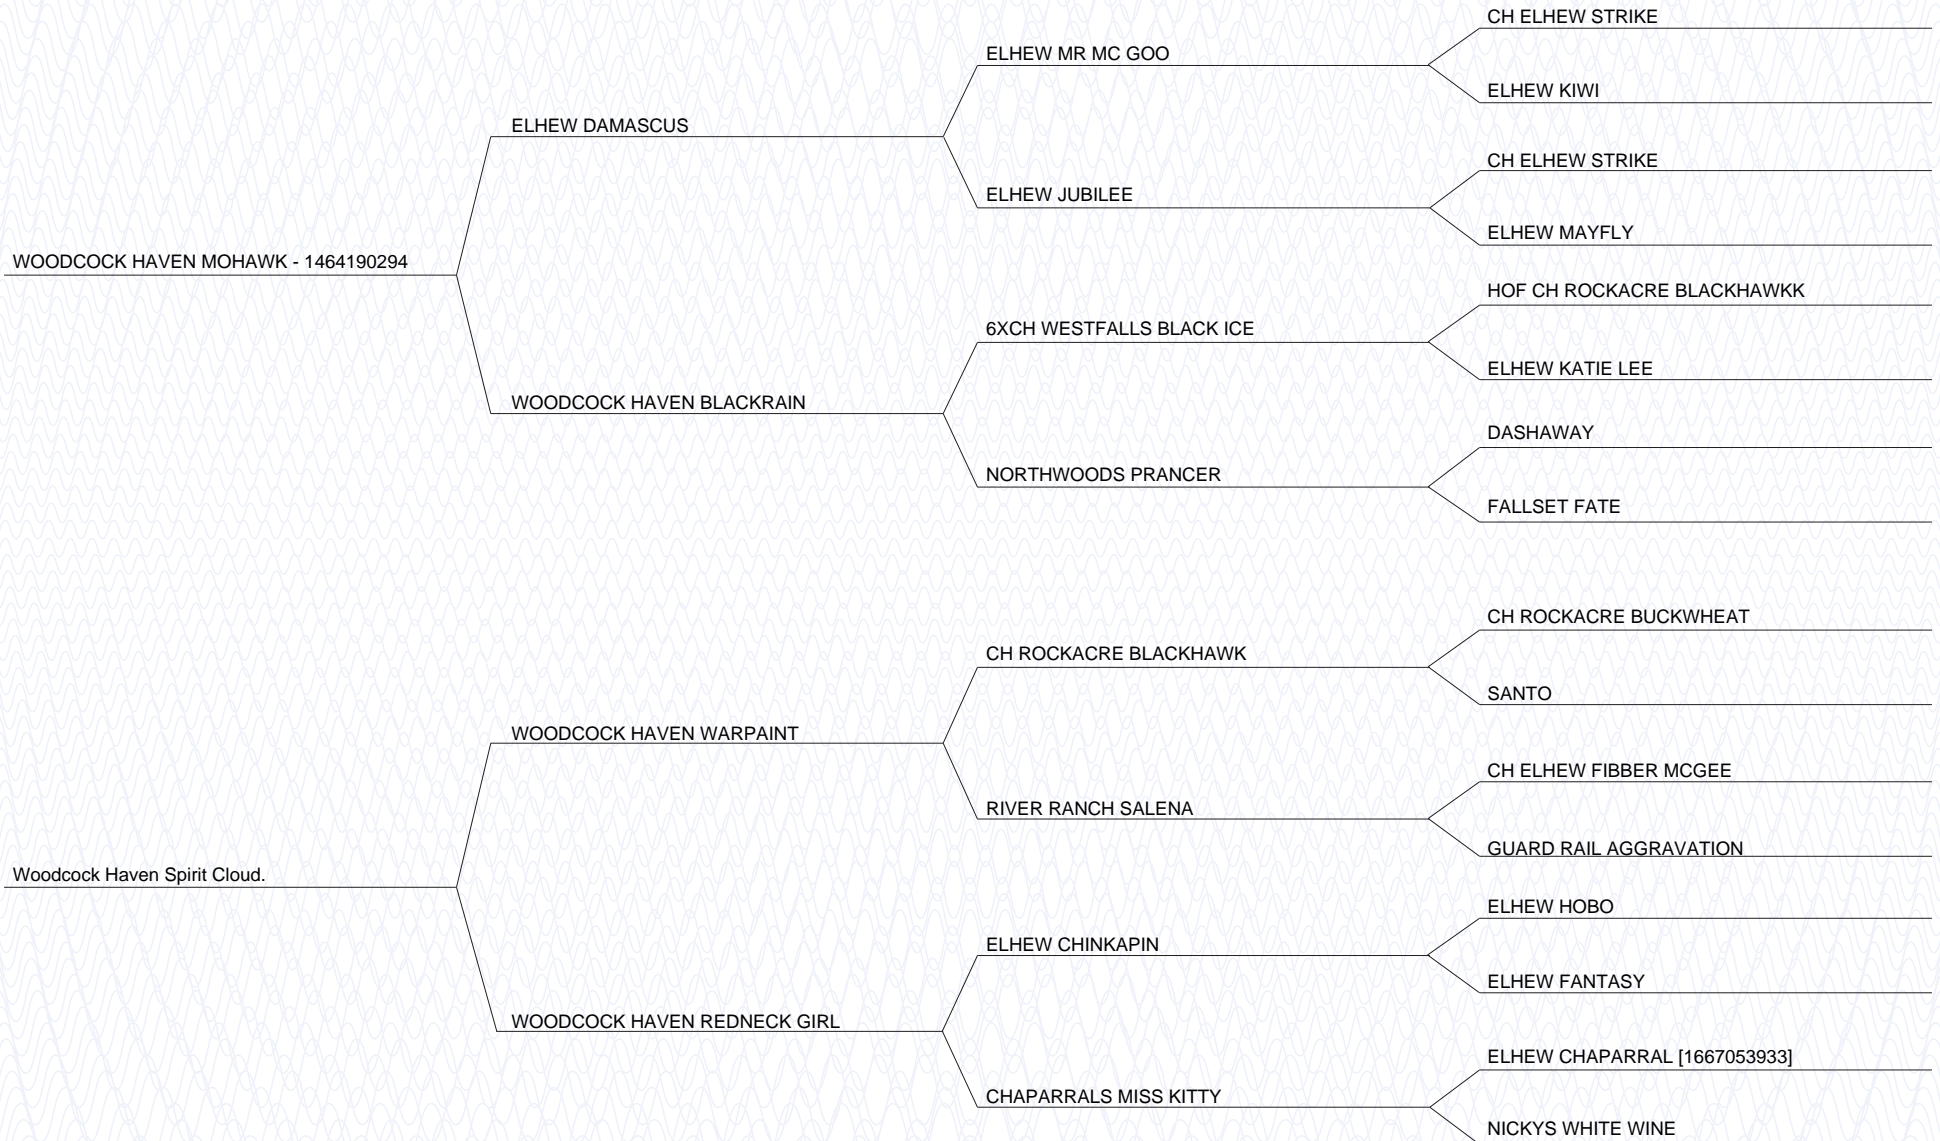 CH ELHEW STRIKE
ELHEW MR MC GOO
ELHEW KIWI
ELHEW DAMASCUS
CH ELHEW STRIKE
ELHEW JUBILEE
ELHEW MAYFLY
WOODCOCK HAVEN MOHAWK - 1464190294
HOF CH ROCKACRE BLACKHAWKK
6XCH WESTFALLS BLACK ICE
ELHEW KATIE LEE
WOODCOCK HAVEN BLACKRAIN
DASHAWAY
NORTHWOODS PRANCER
FALLSET FATE
CH ROCKACRE BUCKWHEAT
CH ROCKACRE BLACKHAWK
SANTO
WOODCOCK HAVEN WARPAINT
CH ELHEW FIBBER MCGEE
RIVER RANCH SALENA
GUARD RAIL AGGRAVATION
Woodcock Haven Spirit Cloud.
ELHEW HOBO
ELHEW CHINKAPIN
ELHEW FANTASY
WOODCOCK HAVEN REDNECK GIRL
ELHEW CHAPARRAL [1667053933]
CHAPARRALS MISS KITTY
NICKYS WHITE WINE